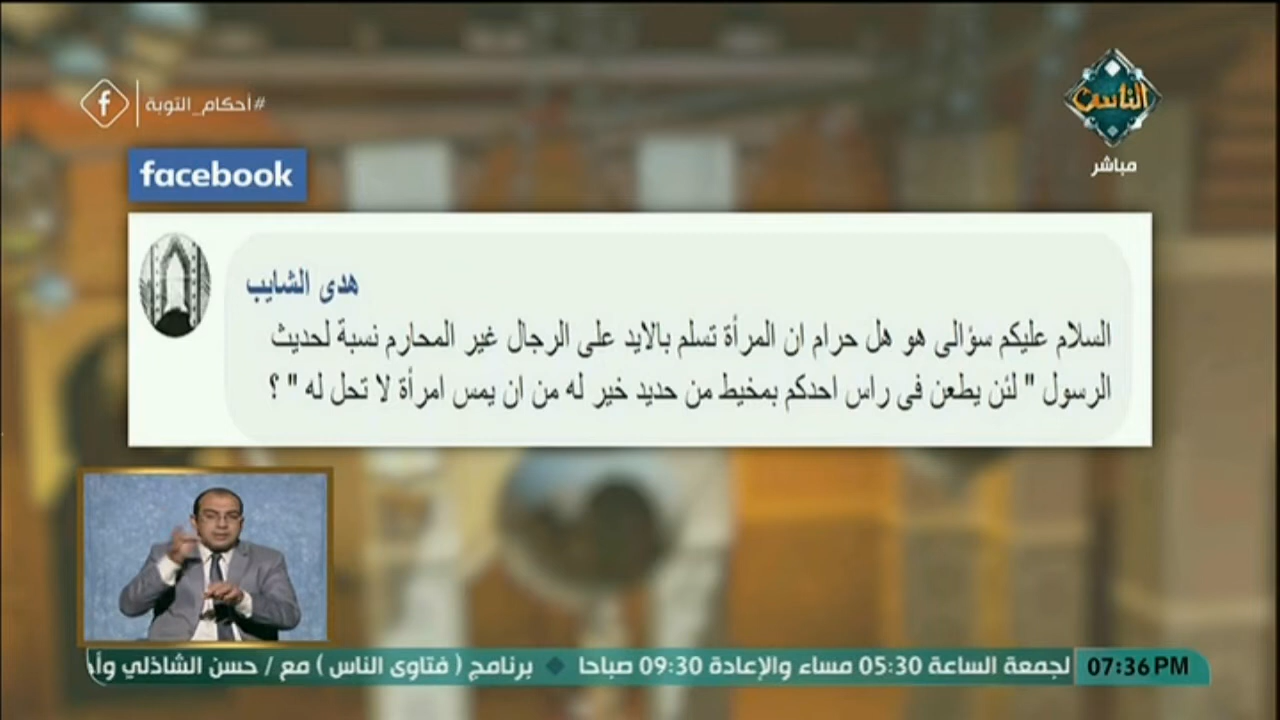 #أحكام_التوبة
الناس
مباشر
facebook
هدى الشايب
السلام عليكم سؤالى هو هل حرام ان المرأة تسلم بالايد على الرجال غير المحارم نسبة لحديث
الرسول " لئن يطعن فى راس احدكم بمخيط من حديد خير له من ان يمس امرأة لا تحل له " ؟
لجمعة الساعة 05:30 مساء والإعادة 09:30 صباحا ◆ برنامج ( فتاوى الناس ) مع / حسن الشاذلي
07:36 PM